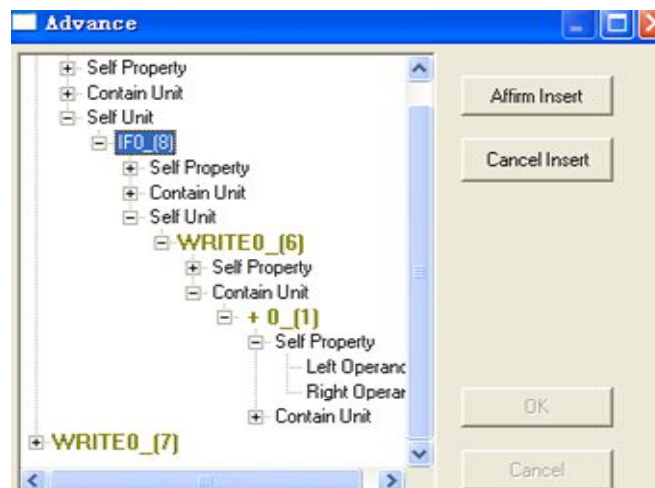 Advance
Self Property
Contain Unit
Self Unit
IF0_(8)
Self Property
Contain Unit
Self Unit
WRITE0_(6)
Self Property
Contain Unit
+ 0_(1)
Self Property
Left Operanc
Right Operar
Contain Unit
WRITE0_(7)
Affirm Insert
Cancel Insert
OK
Cancel